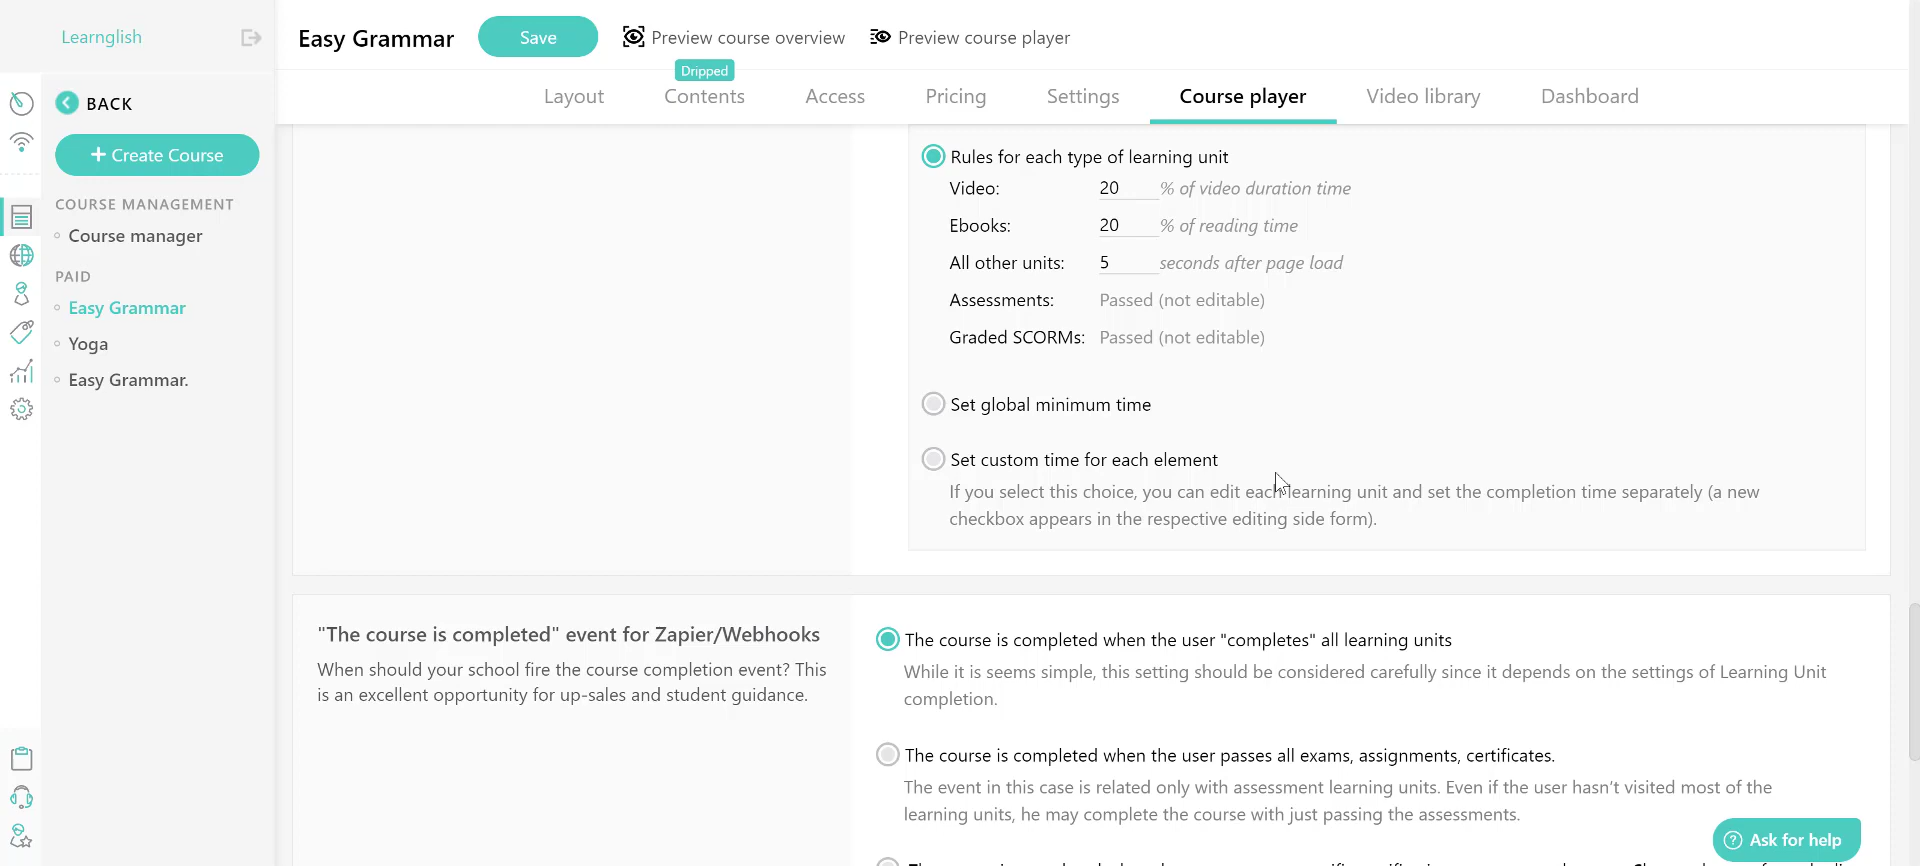 Learnglish
Easy Grammar
Save
Preview course overview
Preview course player
Dripped
Layout
Contents
Access
Pricing
Settings
Course player
Video library
Dashboard
BACK
+ Create Course
COURSE MANAGEMENT
Course manager
PAID
Easy Grammar
Yoga
Easy Grammar.
Rules for each type of learning unit
Video: 20 % of video duration time
Ebooks: 20 % of reading time
All other units: 5 seconds after page load
Assessments: Passed (not editable)
Graded SCORMs: Passed (not editable)
Set global minimum time
Set custom time for each element
If you select this choice, you can edit each learning unit and set the completion time separately (a new
checkbox appears in the respective editing side form).
"The course is completed" event for Zapier/Webhooks
When should your school fire the course completion event? This
is an excellent opportunity for up-sales and student guidance.
The course is completed when the user "completes" all learning units
While it is seems simple, this setting should be considered carefully since it depends on the settings of Learning Unit
completion.
The course is completed when the user passes all exams, assignments, certificates.
The event in this case is related only with assessment learning units. Even if the user hasn't visited most of the
learning units, he may complete the course with just passing the assessments.
Ask for help